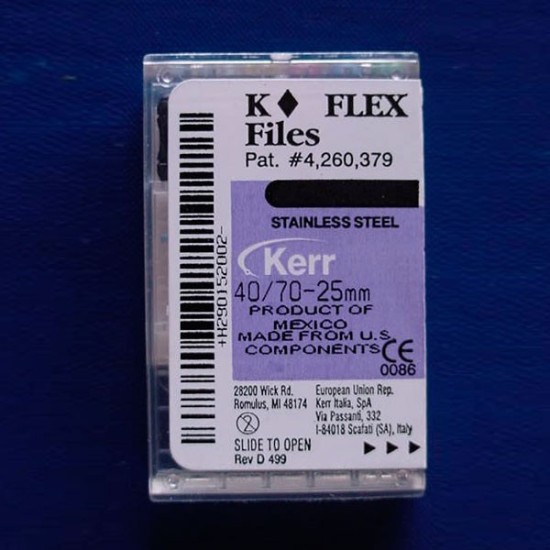 K♦ FLEX
Files
Pat. #4,260,379
STAINLESS STEEL
Kerr
40/70-25mm
PRODUCT OF
MEXICO
MADE FROM U.S.
COMPONENTS
CE
0086
+H290152002-
28200 Wick Rd.
Romulus, MI 48174
European Union Rep.
Kerr Italia, SpA
Via Passanti, 332
I-84018 Scafati (SA), Italy
2
SLIDE TO OPEN
Rev D 499